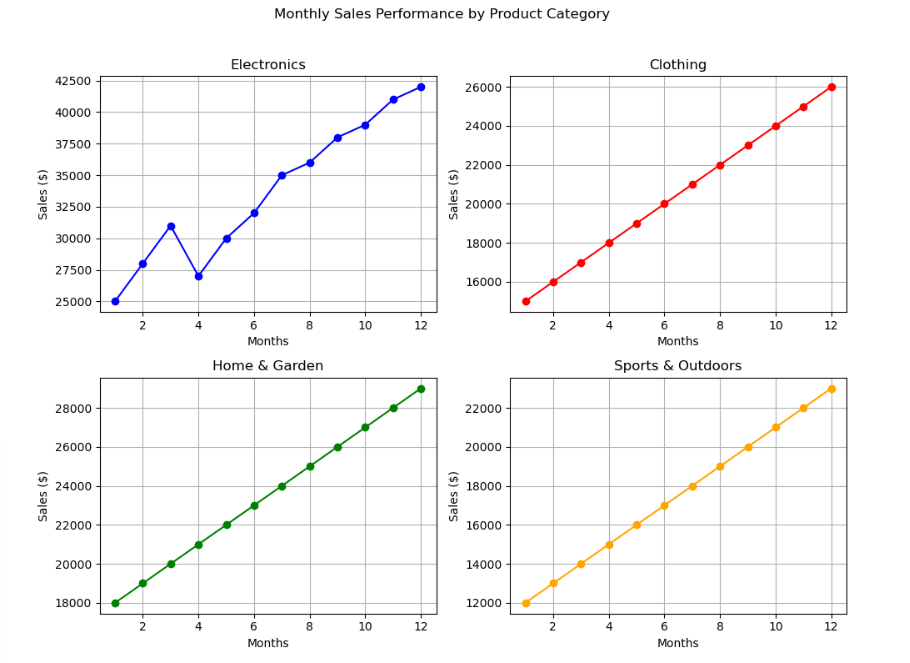 Monthly Sales Performance by Product Category
Electronics
42500
40000
37500
35000
32500
30000
27500
25000
Sales ($)
2 4 6 8 10 12
Months
Clothing
26000
24000
22000
20000
18000
16000
Sales ($)
2 4 6 8 10 12
Months
Home & Garden
28000
26000
24000
22000
20000
18000
Sales ($)
2 4 6 8 10 12
Months
Sports & Outdoors
22000
20000
18000
16000
14000
12000
Sales ($)
2 4 6 8 10 12
Months